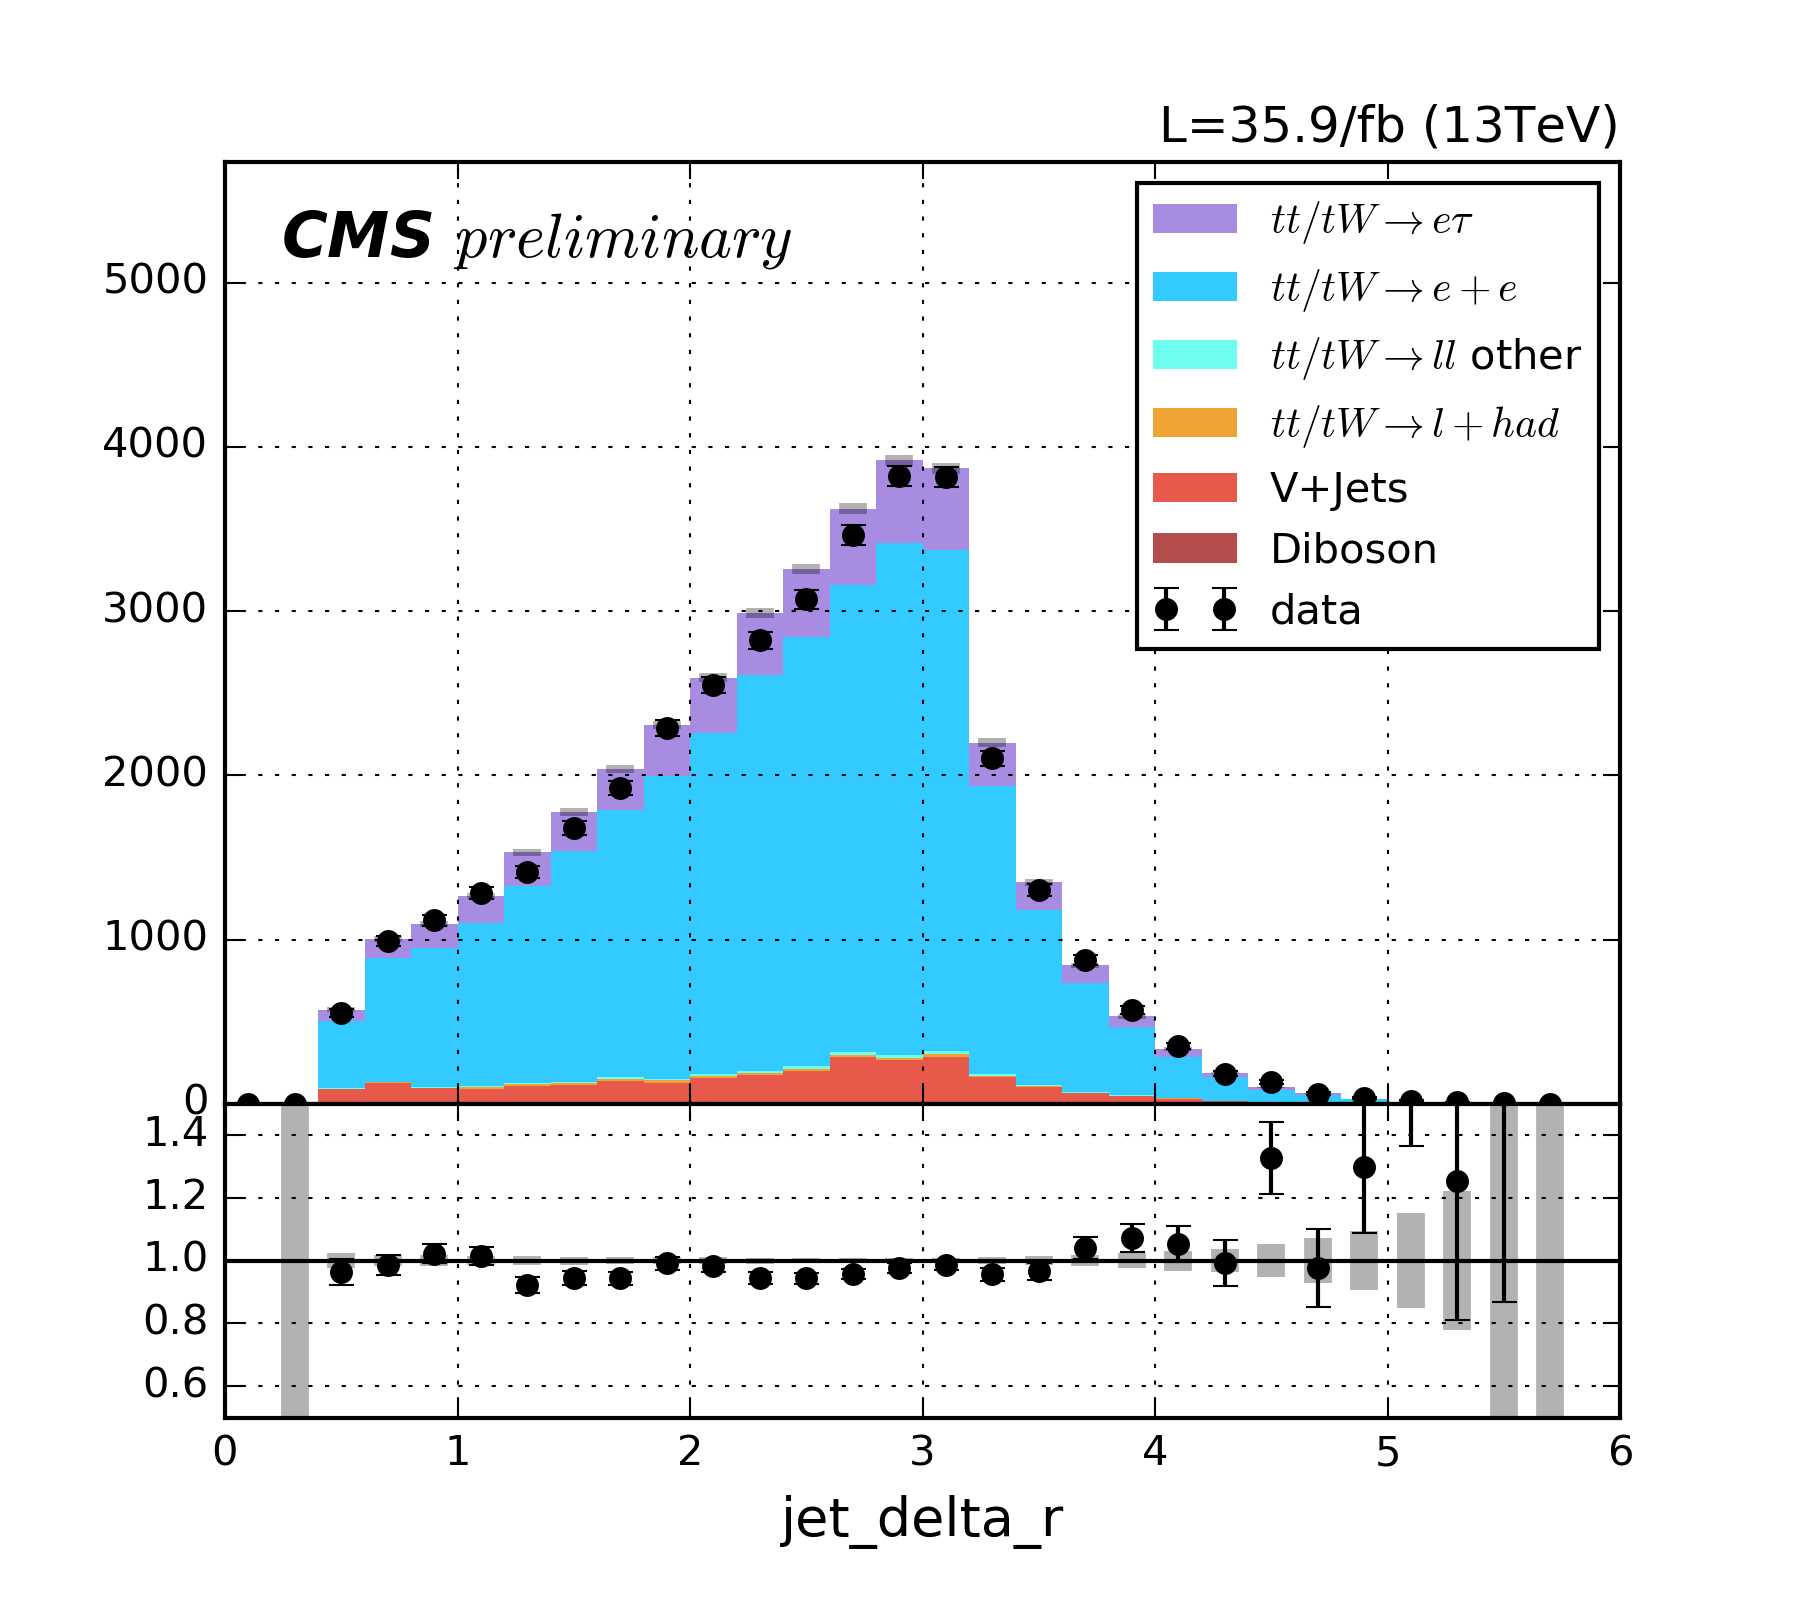 L=35.9/fb (13TeV)
CMS preliminary
tt/tW → eτ
tt/tW → e + e
tt/tW → ll other
tt/tW → l + had
V+Jets
Diboson
data
5000
4000
3000
2000
1000
0
1.4
1.2
1.0
0.8
0.6
0 1 2 3 4 5 6
jet_delta_r